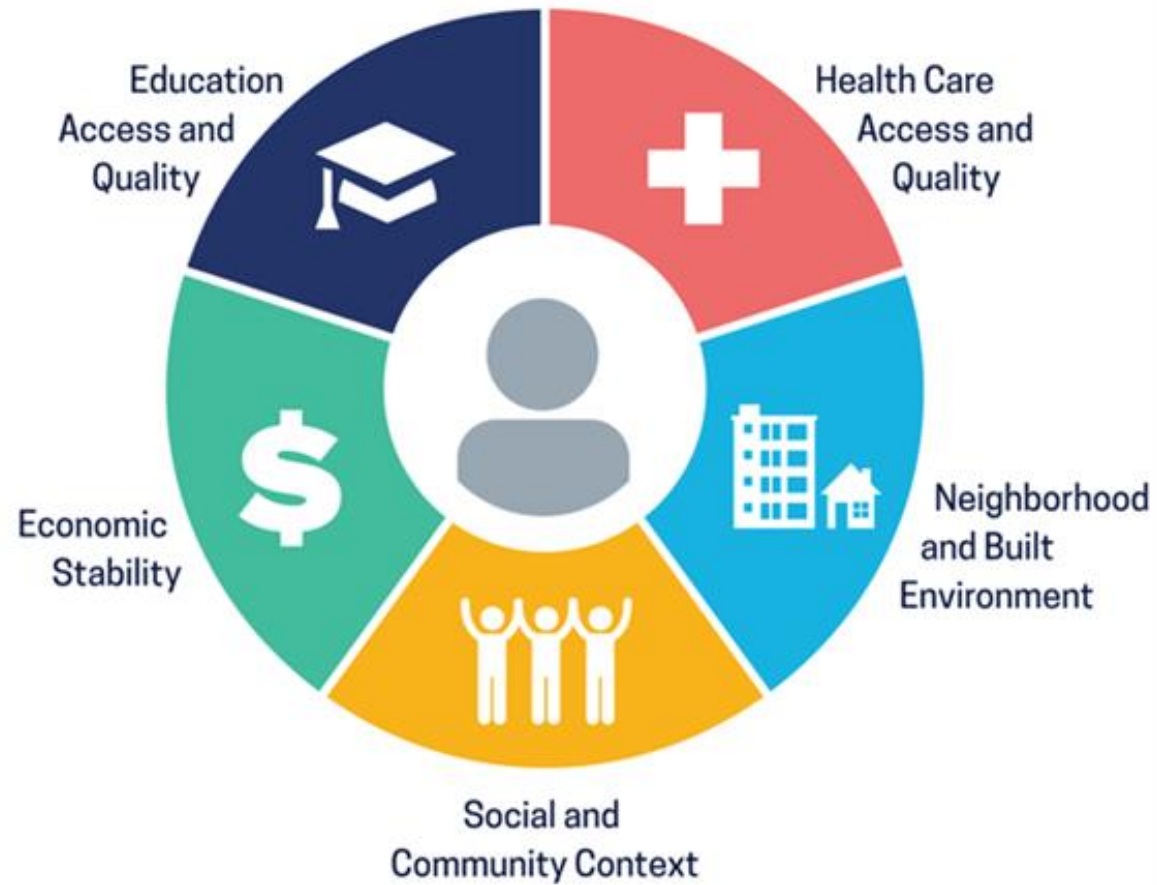 Education
Access and
Quality
Health Care
Access and
Quality
Economic
Stability
Neighborhood
and Built
Environment
Social and
Community Context